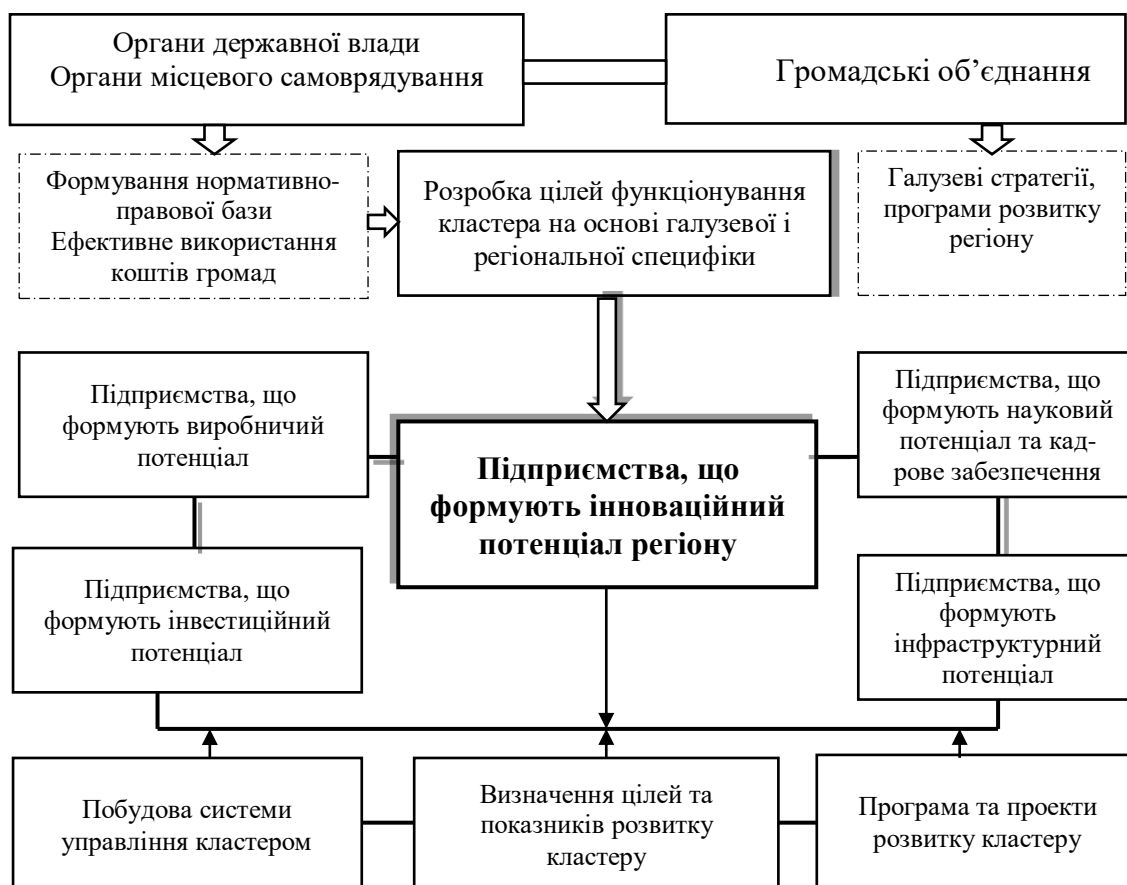 Органи державної влади
Органи місцевого самоврядування
Громадські об’єднання
Формування нормативно-
правової бази
Ефективне використання
коштів громад
Розробка цілей функціонування
кластера на основі галузевої і
регіональної специфіки
Галузеві стратегії,
програми розвитку
регіону
Підприємства, що
формують виробничий
потенціал
Підприємства, що
формують інноваційний
потенціал регіону
Підприємства, що
формують науковий
потенціал та кад-
рове забезпечення
Підприємства, що
формують інвестиційний
потенціал
Підприємства, що
формують
інфраструктурний
потенціал
Побудова системи
управління кластером
Визначення цілей та
показників розвитку
кластеру
Програма та проекти
розвитку кластеру